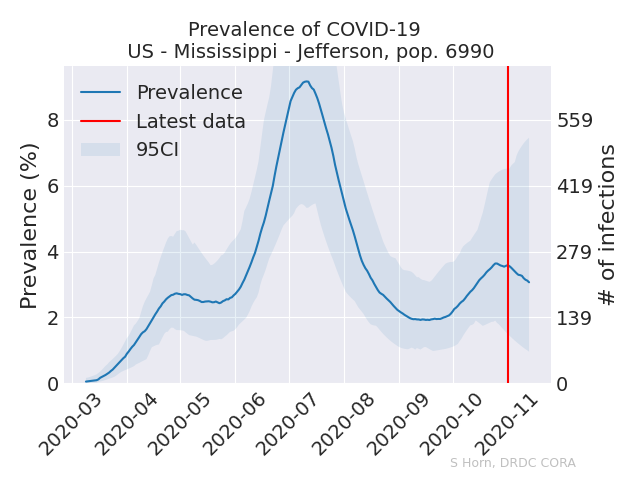 Prevalence of COVID-19
US - Mississippi - Jefferson, pop. 6990
Prevalence
Latest data
95CI
Prevalence (%)
8
6
4
2
0
# of infections
559
419
279
139
0
2020-03
2020-04
2020-05
2020-06
2020-07
2020-08
2020-09
2020-10
2020-11
S Horn, DRDC CORA